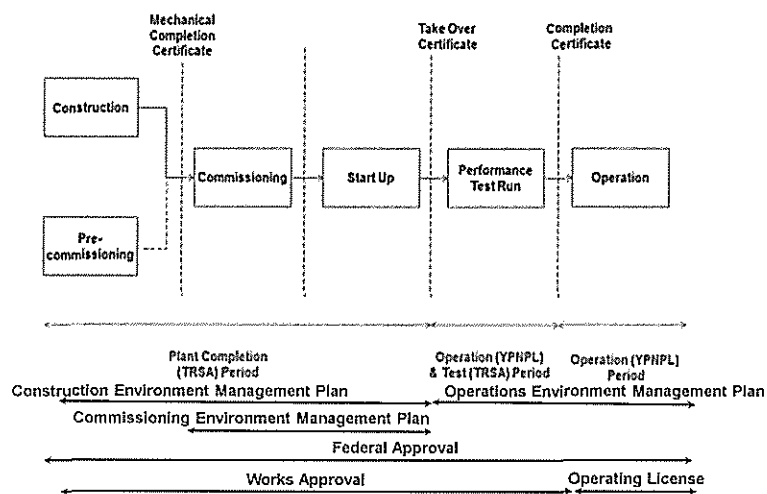 Mechanical
Completion
Certificate
Take Over
Certificate
Completion
Certificate
Construction
Commissioning
Start Up
Performance
Test Run
Operation
Pre-
commissioning
Plant Completion
(TRSA) Period
Operation (YPNPL)
& Test (TRSA) Period
Operation (YPNPL)
Period
Construction Environment Management Plan
Operations Environment Management Plan
Commissioning Environment Management Plan
Federal Approval
Works Approval
Operating License